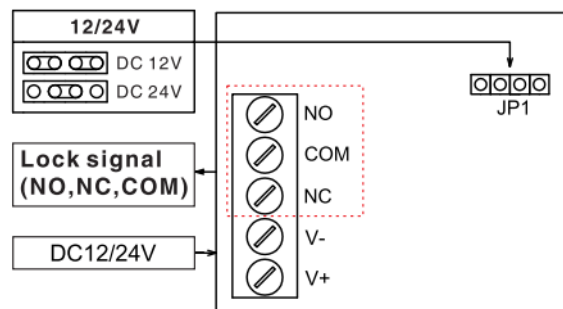 12/24V
DC 12V
DC 24V
JP1
NO
COM
NC
V-
V+
Lock signal
(NO,NC,COM)
DC12/24V